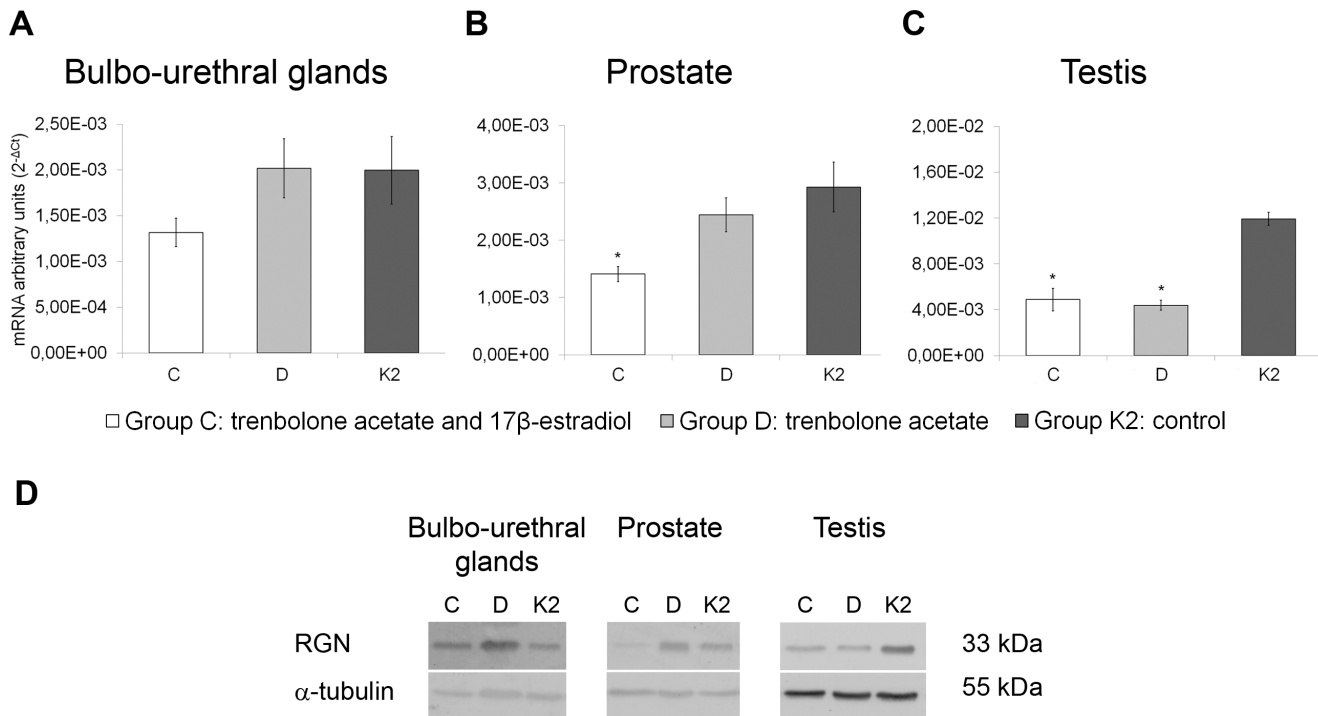 A
B
C
Bulbo-urethral glands
Prostate
Testis
mRNA arbitrary units (2-ΔCt)
2,50E-03
2,00E-03
1,50E-03
1,00E-03
5,00E-04
0,00E+00
C
D
K2
4,00E-03
3,00E-03
2,00E-03
1,00E-03
0,00E+00
*
C
D
K2
2,00E-02
1,60E-02
1,20E-02
8,00E-03
4,00E-03
0,00E+00
*
*
C
D
K2
Group C: trenbolone acetate and 17β-estradiol
Group D: trenbolone acetate
Group K2: control
D
Bulbo-urethral
glands
Prostate
Testis
C D K2
C D K2
C D K2
RGN
33 kDa
α-tubulin
55 kDa